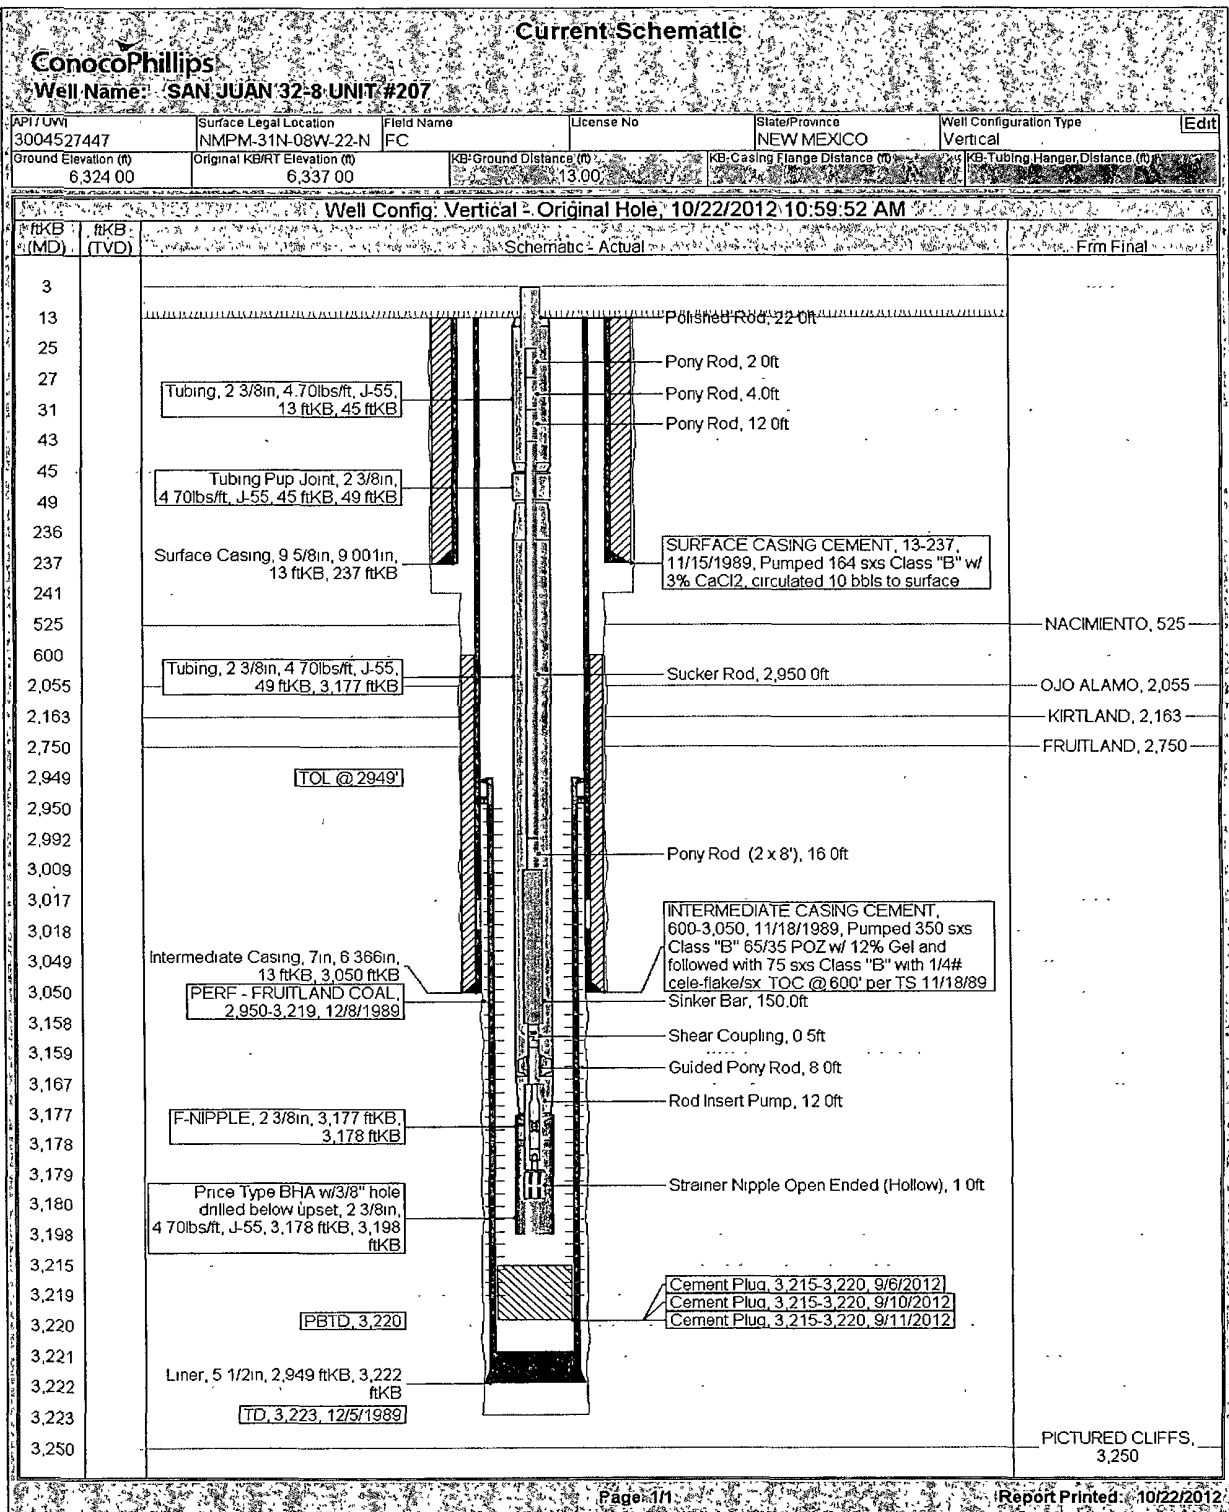 Current Schematic
ConocoPhillips
Well Name: SAN JUAN 32-8 UNIT #207
API / UWI
3004527447
Surface Legal Location
NMPM-31N-08W-22-N
Field Name
FC
License No
State/Province
NEW MEXICO
Well Configuration Type
Vertical
Edit
Ground Elevation (ft)
6,324 00
Original KB/RT Elevation (ft)
6,337 00
KB-Ground Distance (ft)
13.00
KB-Casing Flange Distance (ft)
KB-Tubing Hanger Distance (ft)
Well Config: Vertical - Original Hole, 10/22/2012 10:59:52 AM
ftKB
(MD)
ftKB
(TVD)
Schematic - Actual
Frm Final
3
13
25
27
31
43
45
49
236
237
241
525
600
2,055
2,163
2,750
2,949
2,950
2,992
3,009
3,017
3,018
3,049
3,050
3,158
3,159
3,167
3,177
3,178
3,179
3,180
3,198
3,215
3,219
3,220
3,221
3,222
3,223
3,250
Tubing, 2 3/8in, 4.70lbs/ft, J-55,
13 ftKB, 45 ftKB
Tubing Pup Joint, 2 3/8in,
4 70lbs/ft, J-55, 45 ftKB, 49 ftKB
Surface Casing, 9 5/8in, 9 001in,
13 ftKB, 237 ftKB
Tubing, 2 3/8in, 4 70lbs/ft, J-55,
49 ftKB, 3,177 ftKB
TOL @ 2949'
Intermediate Casing, 7in, 6 366in,
13 ftKB, 3,050 ftKB
PERF - FRUITLAND COAL,
2,950-3,219, 12/8/1989
F-NIPPLE, 2 3/8in, 3,177 ftKB,
3,178 ftKB
Price Type BHA w/3/8" hole
drilled below upset, 2 3/8in,
4 70lbs/ft, J-55, 3,178 ftKB, 3,198
ftKB
PBTD, 3,220
Liner, 5 1/2in, 2,949 ftKB, 3,222
ftKB
TD, 3,223, 12/5/1989
Polished Rod, 22 0ft
Pony Rod, 2 0ft
Pony Rod, 4.0ft
Pony Rod, 12 0ft
SURFACE CASING CEMENT, 13-237,
11/15/1989, Pumped 164 sxs Class "B" w/
3% CaCl2, circulated 10 bbls to surface
Sucker Rod, 2,950 0ft
Pony Rod (2 x 8'), 16 0ft
INTERMEDIATE CASING CEMENT,
600-3,050, 11/18/1989, Pumped 350 sxs
Class "B" 65/35 POZ w/ 12% Gel and
followed with 75 sxs Class "B" with 1/4#
cele-flake/sx TOC @ 600' per TS 11/18/89
Sinker Bar, 150.0ft
Shear Coupling, 0 5ft
Guided Pony Rod, 8 0ft
Rod Insert Pump, 12 0ft
Strainer Nipple Open Ended (Hollow), 1 0ft
Cement Plug, 3,215-3,220, 9/6/2012
Cement Plug, 3,215-3,220, 9/10/2012
Cement Plug, 3,215-3,220, 9/11/2012
NACIMIENTO, 525
OJO ALAMO, 2,055
KIRTLAND, 2,163
FRUITLAND, 2,750
PICTURED CLIFFS,
3,250
Page 1/1
Report Printed: 10/22/2012